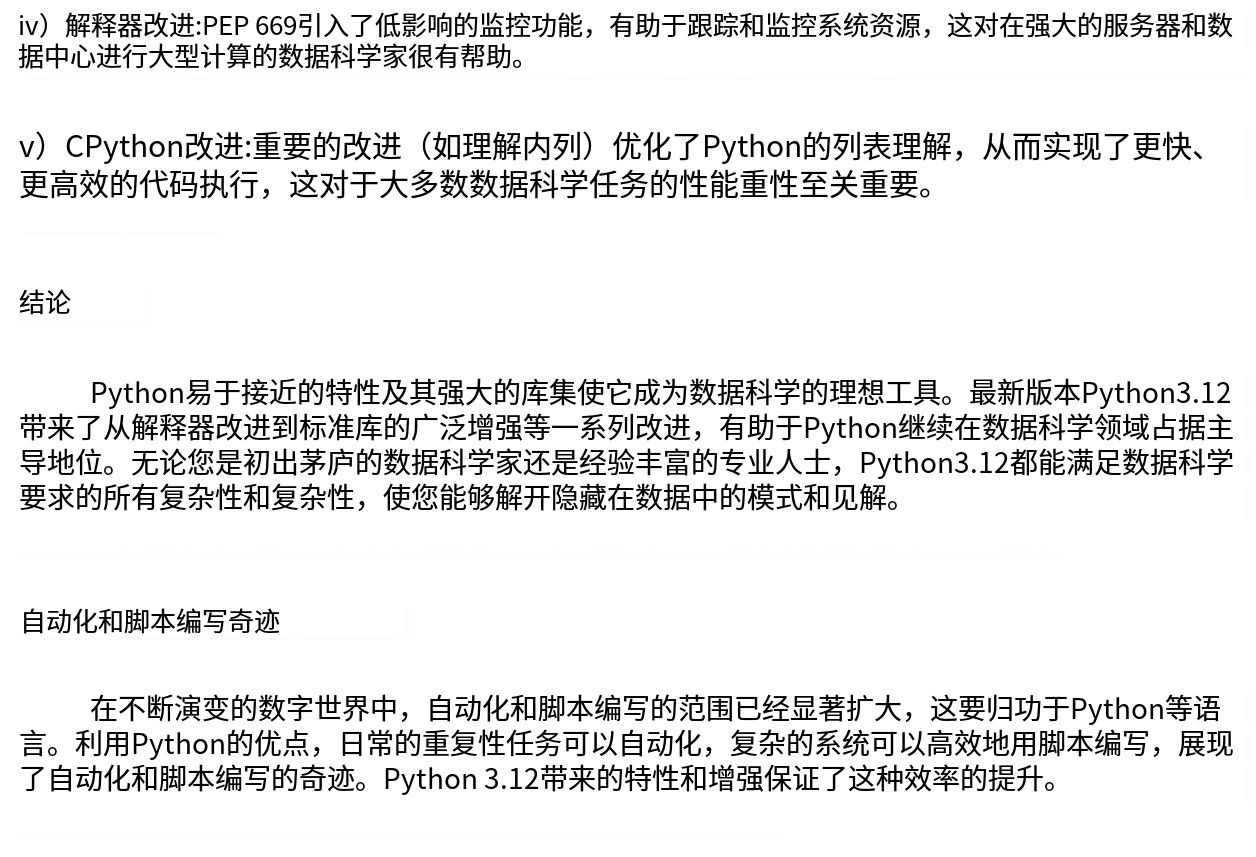 iv）解释器改进:PEP 669引入了低影响的监控功能，有助于跟踪和监控系统资源，这对在强大的服务器和数
据中心进行大型计算的数据科学家很有帮助。
v）CPython改进:重要的改进（如理解内列）优化了Python的列表理解，从而实现了更快、
更高效的代码执行，这对于大多数数据科学任务的性能重性至关重要。
结论
Python易于接近的特性及其强大的库集使它成为数据科学的理想工具。最新版本Python3.12
带来了从解释器改进到标准库的广泛增强等一系列改进，有助于Python继续在数据科学领域占据主
导地位。无论您是初出茅庐的数据科学家还是经验丰富的专业人士，Python3.12都能满足数据科学
要求的所有复杂性和复杂性，使您能够解开隐藏在数据中的模式和见解。
自动化和脚本编写奇迹
在不断演变的数字世界中，自动化和脚本编写的范围已经显著扩大，这要归功于Python等语
言。利用Python的优点，日常的重复性任务可以自动化，复杂的系统可以高效地用脚本编写，展现
了自动化和脚本编写的奇迹。Python 3.12带来的特性和增强保证了这种效率的提升。